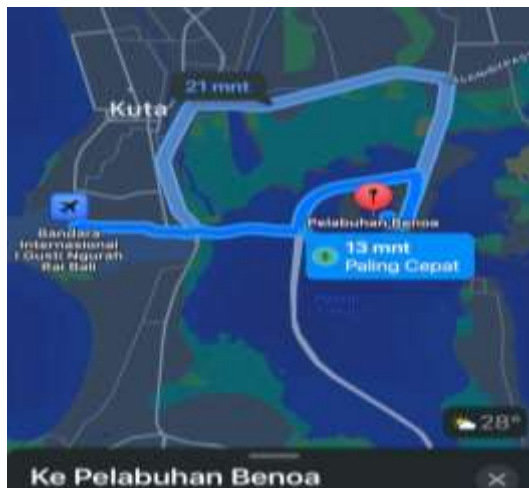 21 mnt
Kuta
Bandara
Internasional
I Gusti Ngurah
Rai Bali
Pelabuhan Benoa
13 mnt
Paling Cepat
28°
Ke Pelabuhan Benoa